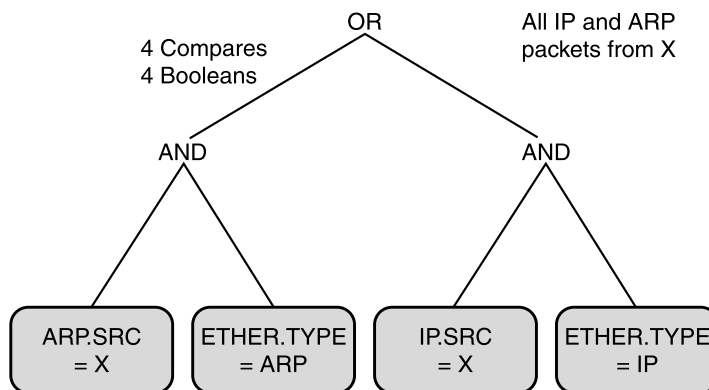 OR
4 Compares
4 Booleans
All IP and ARP
packets from X
AND
AND
ARP.SRC
= X
ETHER.TYPE
= ARP
IP.SRC
= X
ETHER.TYPE
= IP